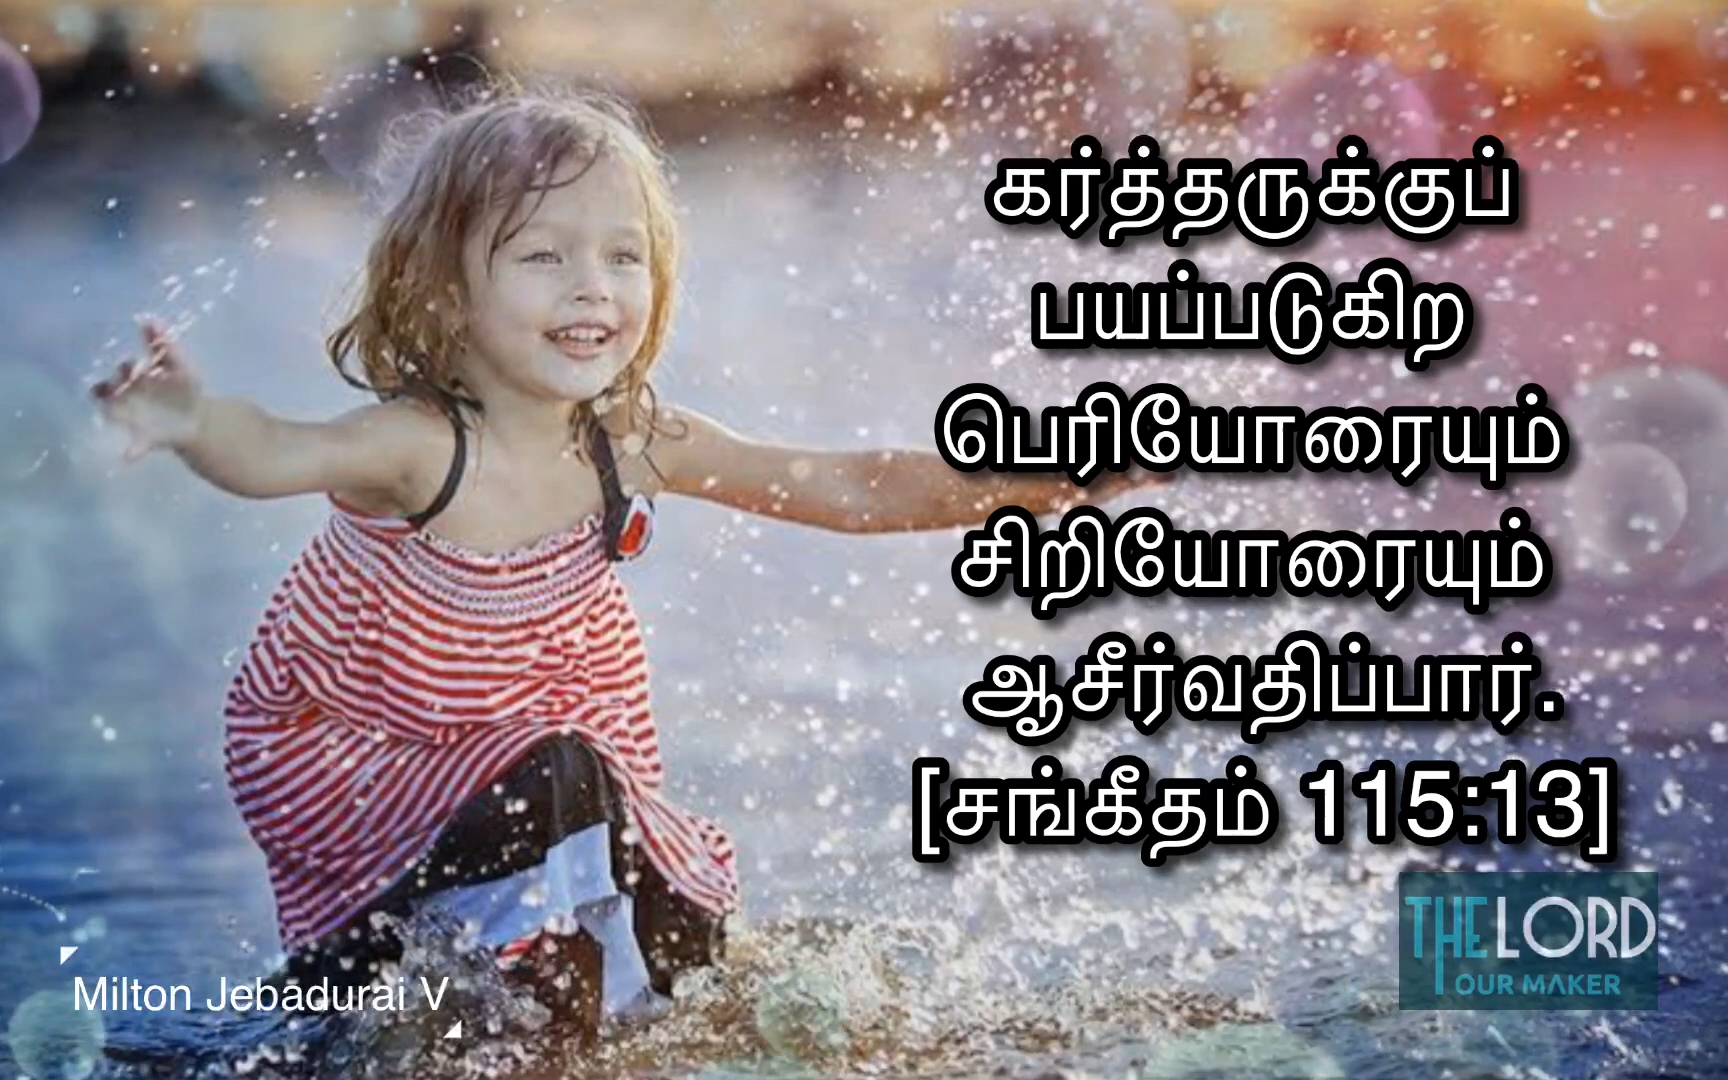 கர்த்தருக்குப்
பயப்படுகிற
பெரியோரையும்
சிறியோரையும்
ஆசீர்வதிப்பார்.
[சங்கீதம் 115:13]
THE LORD
OUR MAKER
Milton Jebadurai V